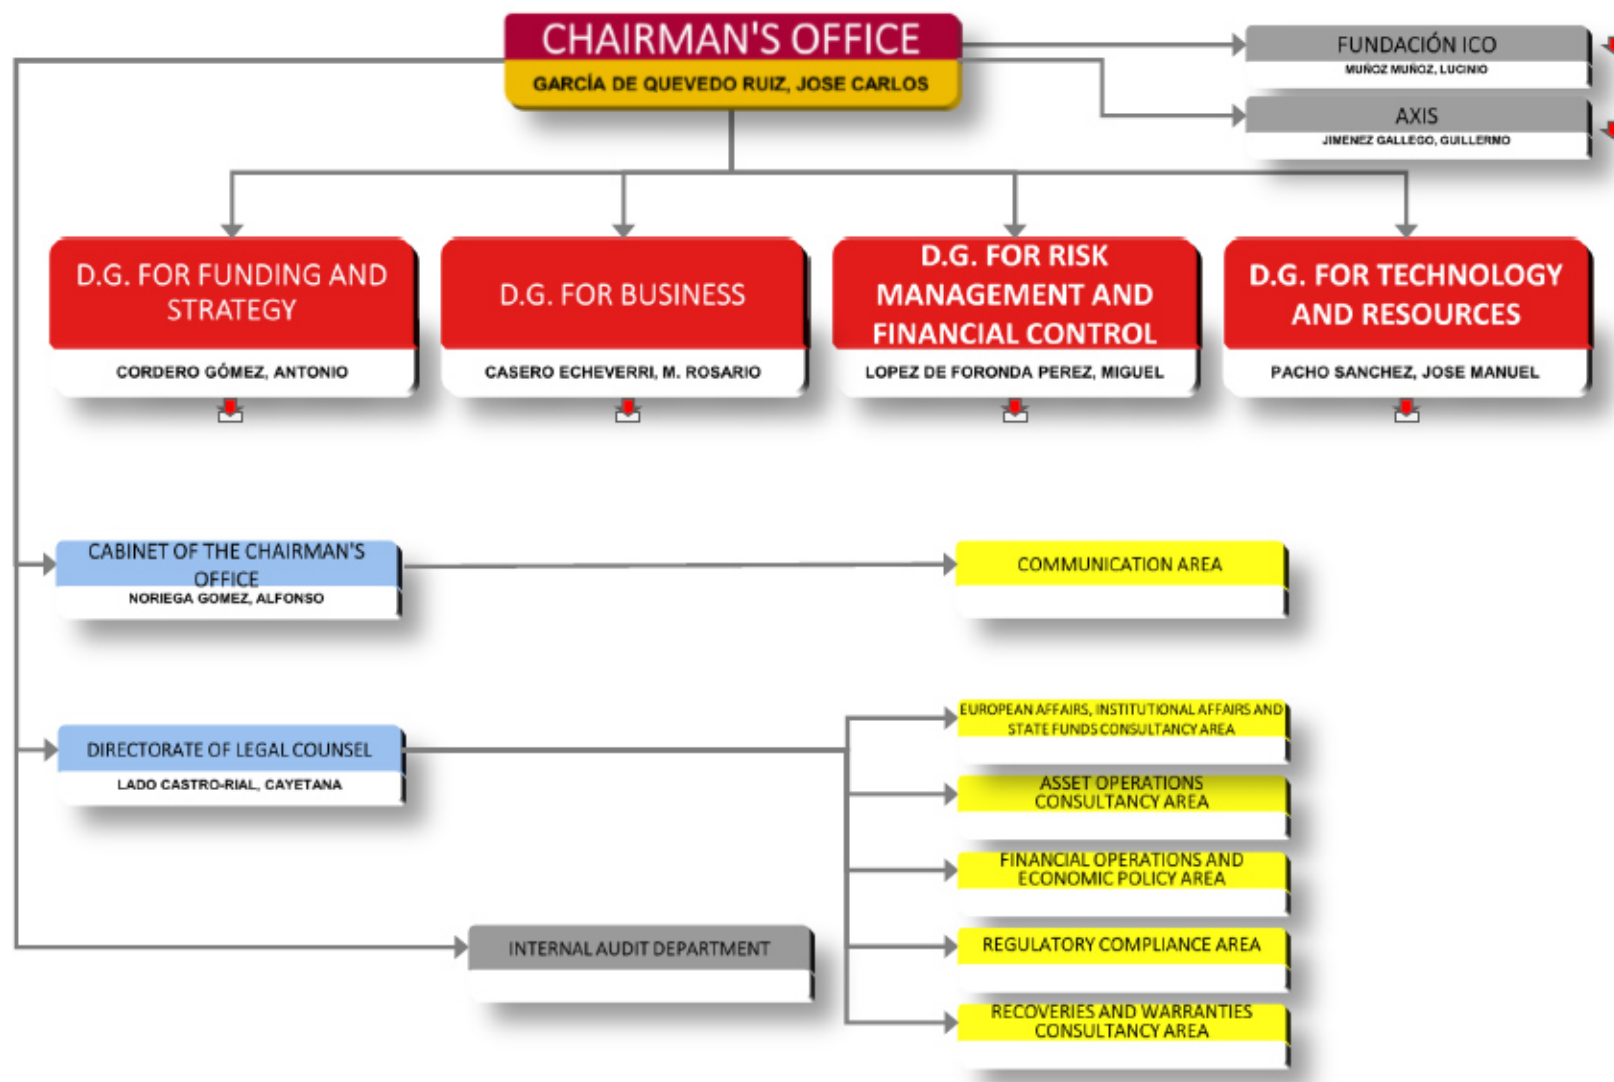 CHAIRMAN'S OFFICE
GARCÍA DE QUEVEDO RUIZ, JOSE CARLOS
FUNDACIÓN ICO
MUÑOZ MUÑOZ, LUCINIO
AXIS
JIMENEZ GALLEGO, GUILLERMO
D.G. FOR FUNDING AND
STRATEGY
CORDERO GÓMEZ, ANTONIO
D.G. FOR BUSINESS
CASERO ECHEVERRI, M. ROSARIO
D.G. FOR RISK
MANAGEMENT AND
FINANCIAL CONTROL
LOPEZ DE FORONDA PEREZ, MIGUEL
D.G. FOR TECHNOLOGY
AND RESOURCES
PACHO SANCHEZ, JOSE MANUEL
CABINET OF THE CHAIRMAN'S
OFFICE
NORIEGA GOMEZ, ALFONSO
COMMUNICATION AREA
DIRECTORATE OF LEGAL COUNSEL
LADO CASTRO-RIAL, CAYETANA
EUROPEAN AFFAIRS, INSTITUTIONAL AFFAIRS AND
STATE FUNDS CONSULTANCY AREA
ASSET OPERATIONS
CONSULTANCY AREA
FINANCIAL OPERATIONS AND
ECONOMIC POLICY AREA
REGULATORY COMPLIANCE AREA
RECOVERIES AND WARRANTIES
CONSULTANCY AREA
INTERNAL AUDIT DEPARTMENT